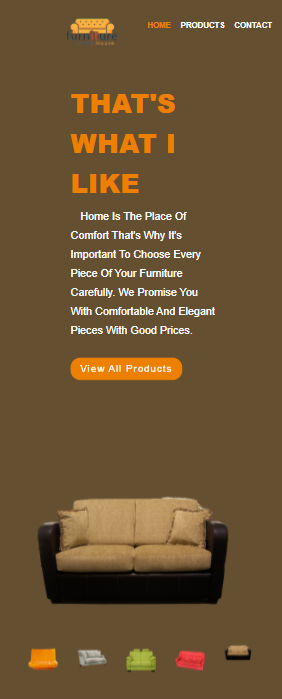 furniture
HOUSE
HOME PRODUCTS CONTACT
THAT'S
WHAT I
LIKE
Home Is The Place Of
Comfort That's Why It's
Important To Choose Every
Piece Of Your Furniture
Carefully. We Promise You
With Comfortable And Elegant
Pieces With Good Prices.
View All Products